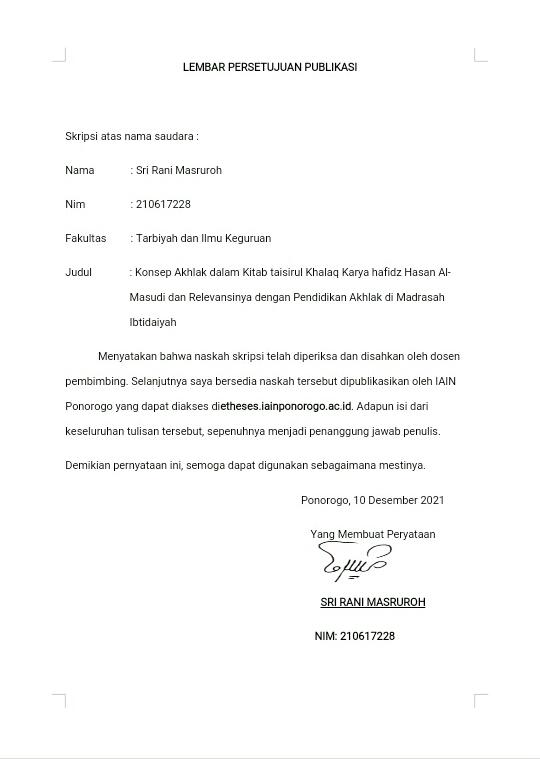 LEMBAR PERSETUJUAN PUBLIKASI
Skripsi atas nama saudara :
Nama : Sri Rani Masruroh
Nim : 210617228
Fakultas : Tarbiyah dan Ilmu Keguruan
Judul : Konsep Akhlak dalam Kitab taisirul Khalaq Karya hafidz Hasan Al-
Masudi dan Relevansinya dengan Pendidikan Akhlak di Madrasah
Ibtidaiyah
Menyatakan bahwa naskah skripsi telah diperiksa dan disahkan oleh dosen
pembimbing. Selanjutnya saya bersedia naskah tersebut dipublikasikan oleh IAIN
Ponorogo yang dapat diakses dietheses.iainponorogo.ac.id. Adapun isi dari
keseluruhan tulisan tersebut, sepenuhnya menjadi penanggung jawab penulis.
Demikian pernyataan ini, semoga dapat digunakan sebagaimana mestinya.
Ponorogo, 10 Desember 2021
Yang Membuat Peryataan
SRI RANI MASRUROH
NIM: 210617228